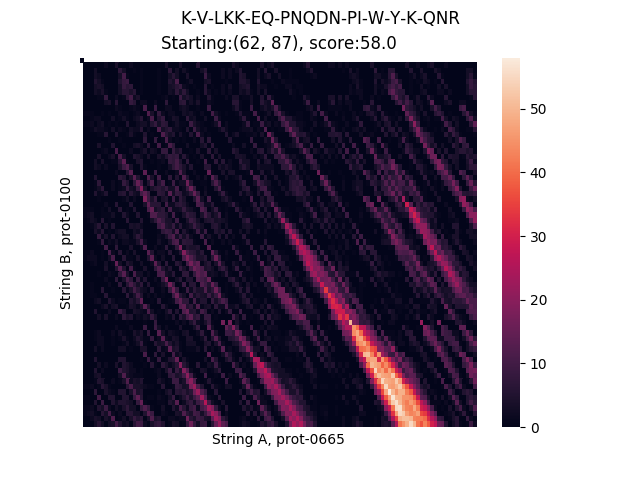 K-V-LKK-EQ-PNQDN-PI-W-Y-K-QNR
Starting:(62, 87), score:58.0
String B, prot-0100
String A, prot-0665
50
40
30
20
10
0